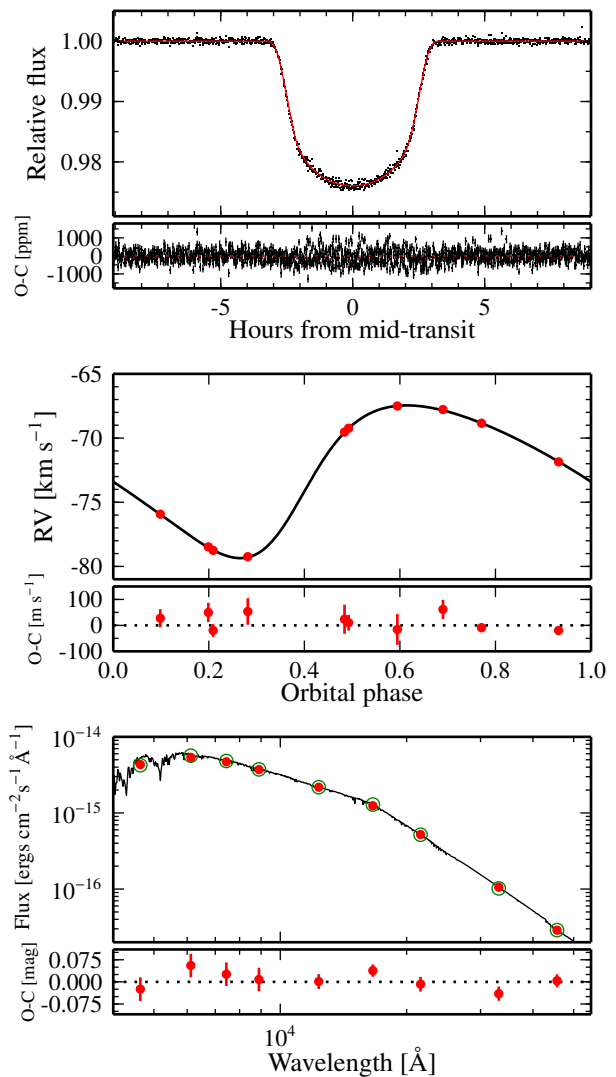 1.00
0.99
0.98
Relative flux
1000
0
-1000
O-C [ppm]
-5 0 5
Hours from mid-transit
-65
-70
-75
-80
RV [km s⁻¹]
100
0
-100
O-C [m s⁻¹]
0.0 0.2 0.4 0.6 0.8 1.0
Orbital phase
10⁻¹⁴
10⁻¹⁵
10⁻¹⁶
Flux [ergs cm⁻²s⁻¹ Å⁻¹]
0.075
0.000
-0.075
O-C [mag]
10⁴
Wavelength [Å]